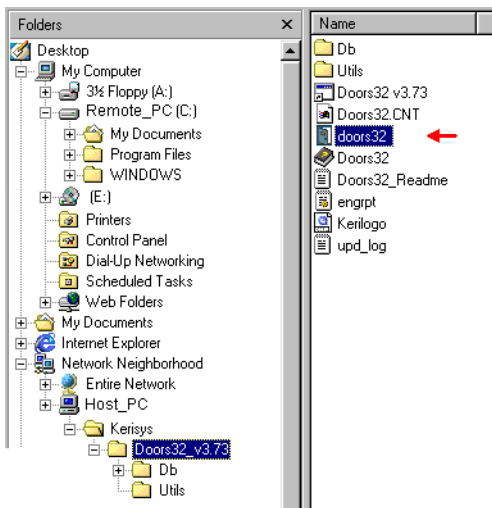 Folders
Desktop
My Computer
3½ Floppy (A:)
Remote_PC (C:)
My Documents
Program Files
WINDOWS
(E:)
Printers
Control Panel
Dial-Up Networking
Scheduled Tasks
Web Folders
My Documents
Internet Explorer
Network Neighborhood
Entire Network
Host_PC
Kerisys
Doors32_v3.73
Db
Utils
Name
Db
Utils
Doors32 v3.73
Doors32.CNT
doors32
Doors32
Doors32_Readme
engrpt
Kerilogo
upd_log